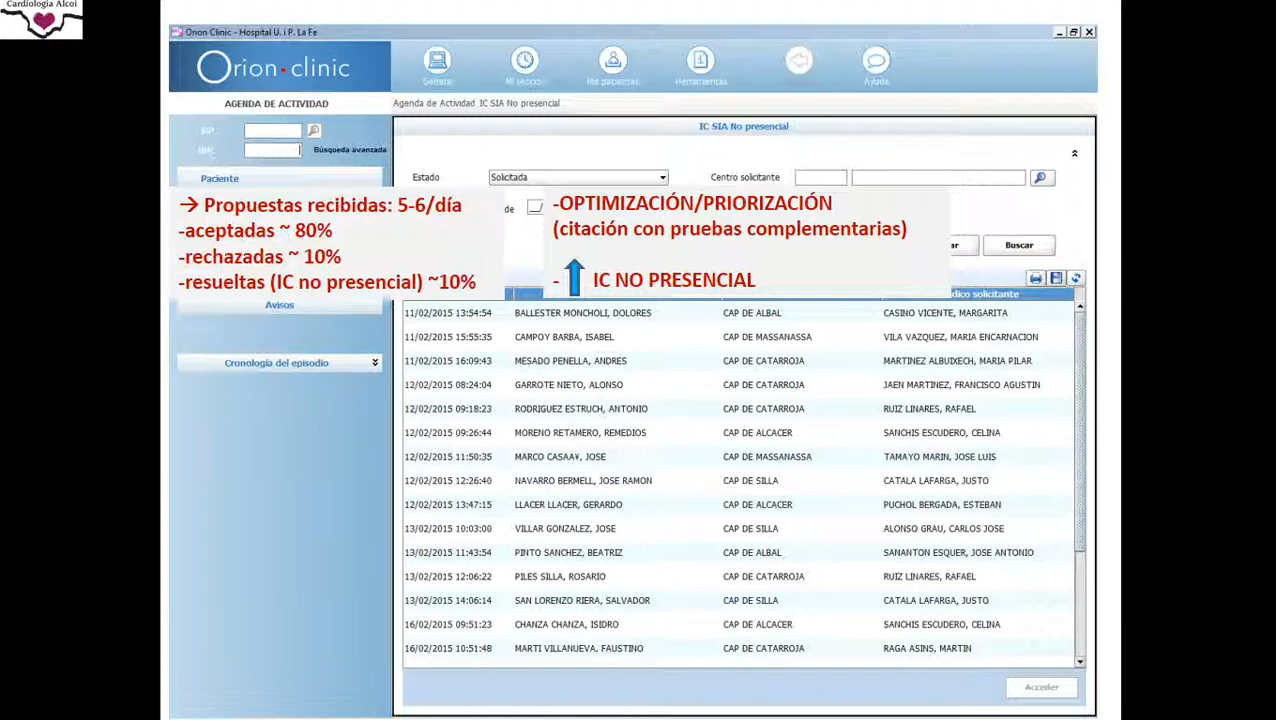 Cardiología Alcoi
Orion Clinic - Hospital U. i P. La Fe
Orion·clinic
General
Mi sección
Mis pacientes
Herramientas
Ayuda
AGENDA DE ACTIVIDAD
Agenda de Actividad IC SIA No presencial
SIP
IC SIA No presencial
Búsqueda avanzada
Paciente
Estado
Solicitada
Centro solicitante
→ Propuestas recibidas: 5-6/día
-aceptadas ~ 80%
-rechazadas ~ 10%
-resueltas (IC no presencial) ~10%
de
-OPTIMIZACIÓN/PRIORIZACIÓN
(citación con pruebas complementarias)
- IC NO PRESENCIAL
Buscar
Avisos
Cronología del episodio
11/02/2015 13:54:54 BALLESTER MONCHOLI, DOLORES CAP DE ALBAL CASINO VICENTE, MARGARITA
11/02/2015 15:55:35 CAMPOY BARBA, ISABEL CAP DE MASSANASSA VILA VAZQUEZ, MARIA ENCARNACION
11/02/2015 16:09:43 MESADO PENELLA, ANDRES CAP DE CATARROJA MARTINEZ ALBUIXECH, MARIA PILAR
12/02/2015 08:24:04 GARROTE NIETO, ALONSO CAP DE CATARROJA JAEN MARTINEZ, FRANCISCO AGUSTIN
12/02/2015 09:18:23 RODRIGUEZ ESTRUCH, ANTONIO CAP DE CATARROJA RUIZ LINARES, RAFAEL
12/02/2015 09:26:44 MORENO RETAMERO, REMEDIOS CAP DE ALCACER SANCHIS ESCUDERO, CELINA
12/02/2015 11:50:35 MARCO CASAA¥, JOSE CAP DE MASSANASSA TAMAYO MARIN, JOSE LUIS
12/02/2015 12:26:40 NAVARRO BERMELL, JOSE RAMON CAP DE SILLA CATALA LAFARGA, JUSTO
12/02/2015 13:47:15 LLACER LLACER, GERARDO CAP DE ALCACER PUCHOL BERGADA, ESTEBAN
13/02/2015 10:03:00 VILLAR GONZALEZ, JOSE CAP DE SILLA ALONSO GRAU, CARLOS JOSE
13/02/2015 11:43:54 PINTO SANCHEZ, BEATRIZ CAP DE ALBAL SANANTON ESQUER, JOSE ANTONIO
13/02/2015 12:06:22 PILES SILLA, ROSARIO CAP DE CATARROJA RUIZ LINARES, RAFAEL
13/02/2015 14:06:14 SAN LORENZO RIERA, SALVADOR CAP DE SILLA CATALA LAFARGA, JUSTO
16/02/2015 09:51:23 CHANZA CHANZA, ISIDRO CAP DE ALCACER SANCHIS ESCUDERO, CELINA
16/02/2015 10:51:48 MARTI VILLANUEVA, FAUSTINO CAP DE CATARROJA RAGA ASINS, MARTIN
Acceder